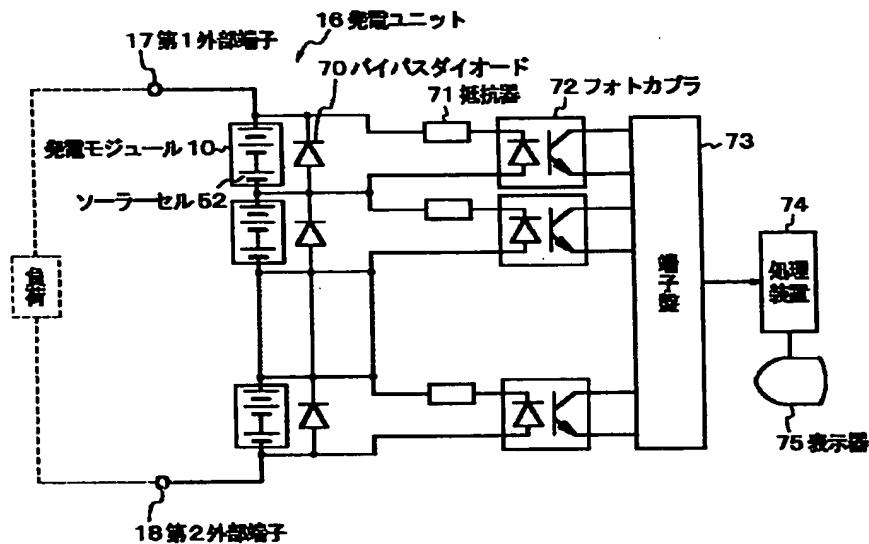 16 発電ユニット
17 第1外部端子
70 バイパスダイオード
71 抵抗器
72 フォトカプラ
73
発電モジュール 10
ソーラーセル 52
74
処理
装置
端子盤
負荷
75 表示器
18 第2外部端子